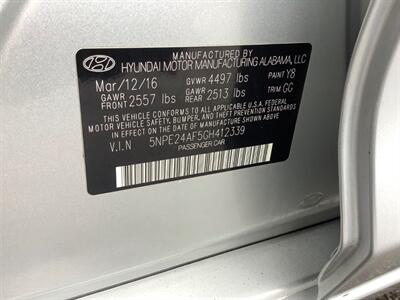 MANUFACTURED BY
HYUNDAI MOTOR MANUFACTURING ALABAMA, LLC
Mar/12/16 GVWR 4497 lbs PAINT Y8
GAWR FRONT 2557 lbs GAWR REAR 2513 lbs TRIM GG
THIS VEHICLE CONFORMS TO ALL APPLICABLE U.S. FEDERAL
MOTOR VEHICLE SAFETY, BUMPER, AND THEFT PREVENTION STANDARDS
IN EFFECT ON THE DATE OF MANUFACTURE SHOWN ABOVE.
V.I.N 5NPE24AF5GH412339
PASSENGER CAR